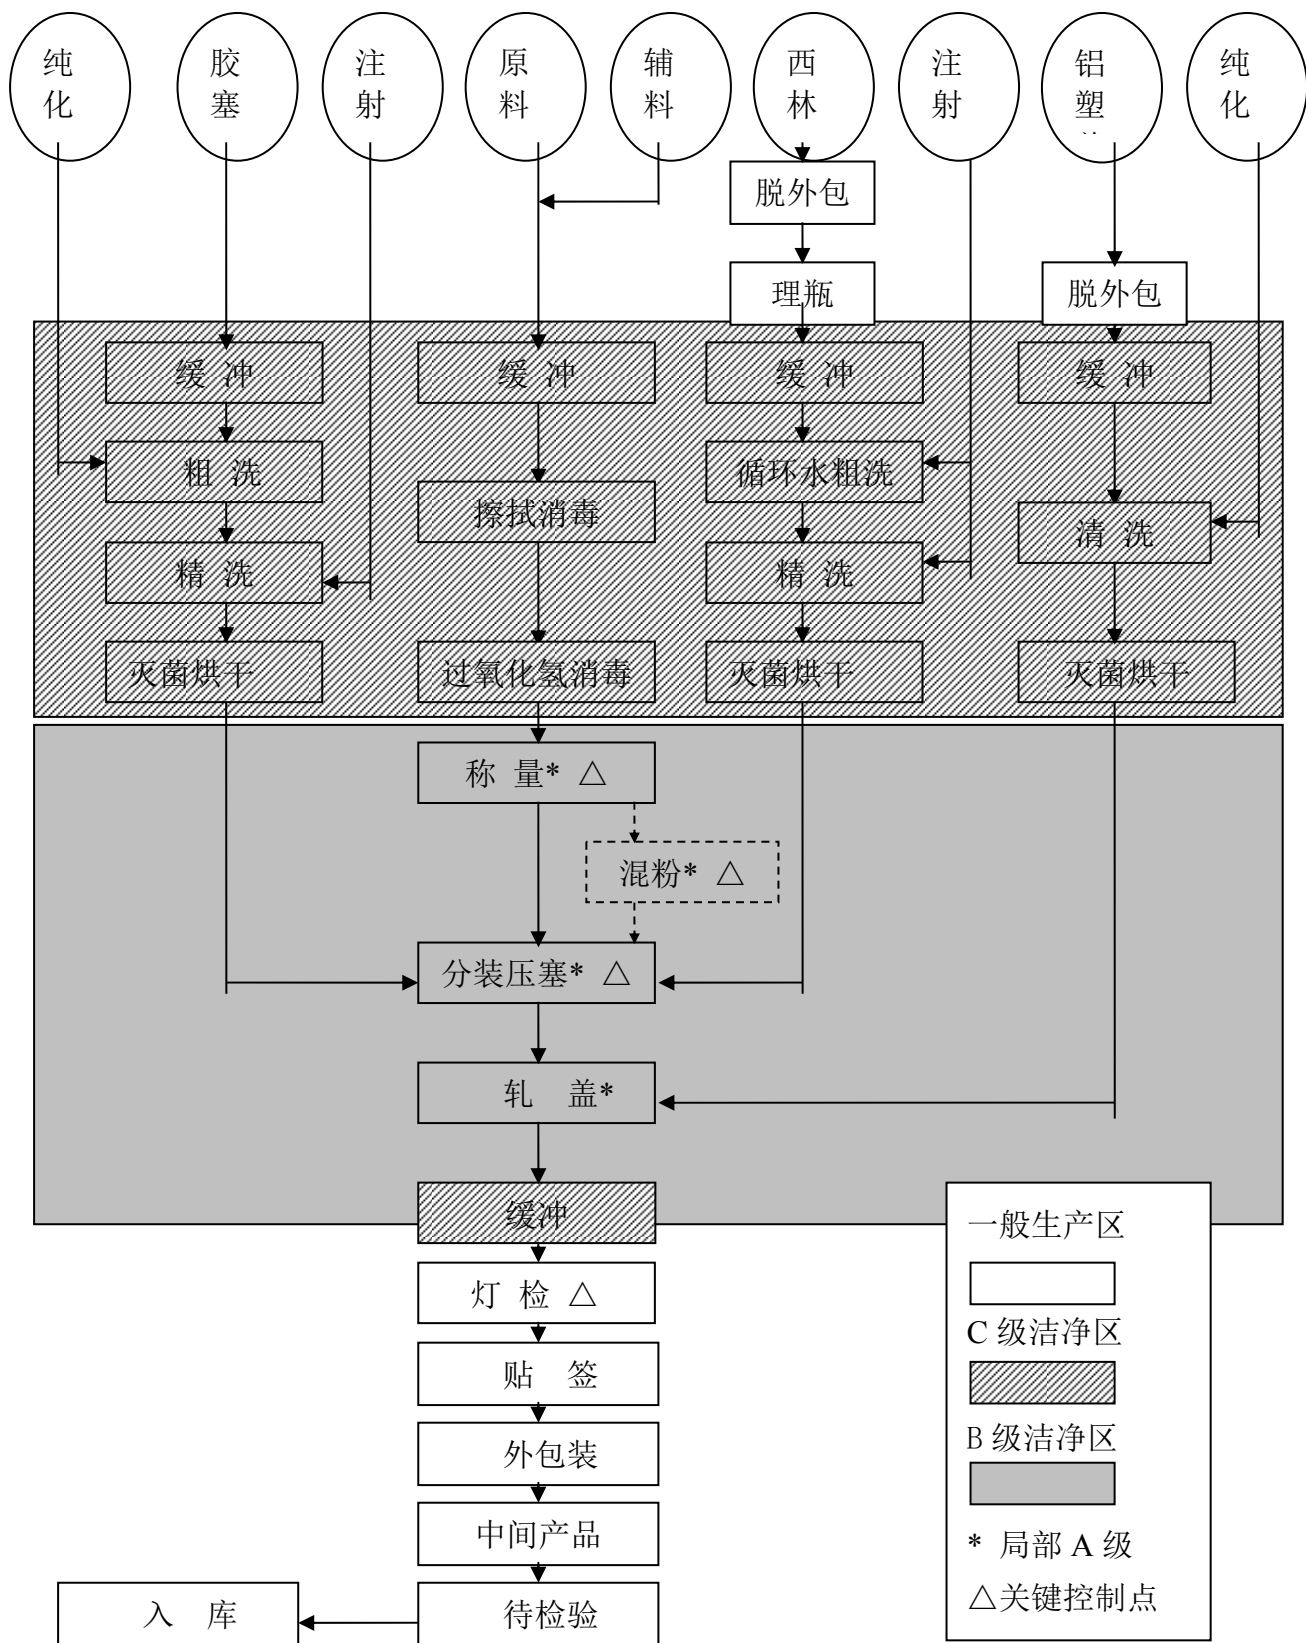 纯化
胶塞
注射
原料
辅料
西林
注射
铝塑
纯化
脱外包
理瓶
脱外包
缓 冲
缓 冲
缓 冲
缓 冲
粗 洗
循环水粗洗
擦拭消毒
清 洗
精 洗
精 洗
灭菌烘干
过氧化氢消毒
灭菌烘干
灭菌烘干
称 量* △
混粉* △
分装压塞* △
轧 盖*
缓冲
灯 检 △
贴 签
外包装
中间产品
待检验
入 库
一般生产区
C 级洁净区
B 级洁净区
* 局部 A 级
△关键控制点